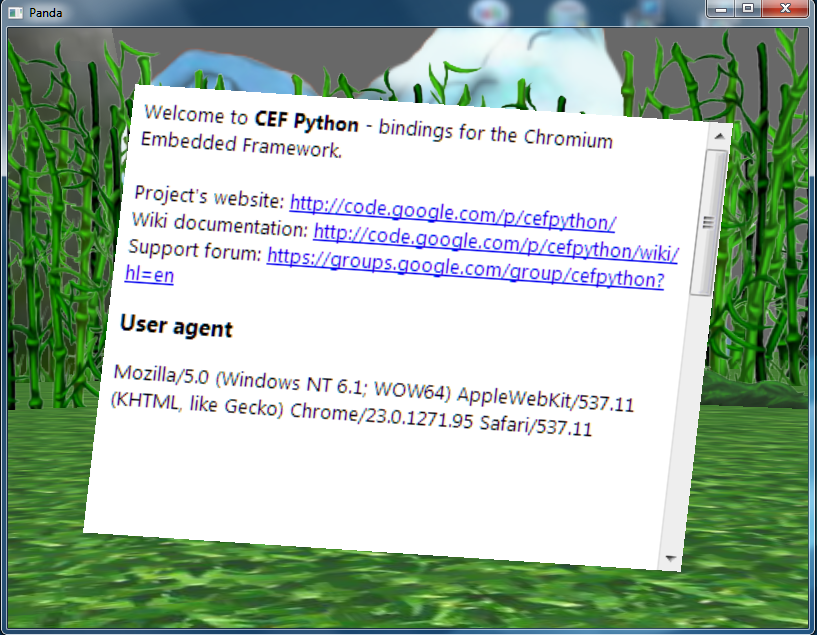 Panda
Welcome to CEF Python - bindings for the Chromium
Embedded Framework.
Project's website: http://code.google.com/p/cefpython/
Wiki documentation: http://code.google.com/p/cefpython/wiki/
Support forum: https://groups.google.com/group/cefpython?
hl=en
User agent
Mozilla/5.0 (Windows NT 6.1; WOW64) AppleWebKit/537.11
(KHTML, like Gecko) Chrome/23.0.1271.95 Safari/537.11